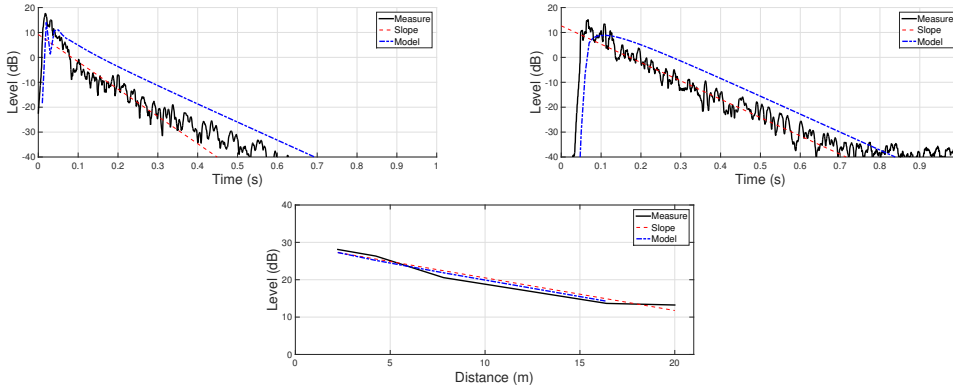 20
10
0
-10
-20
-30
-40
Level (dB)
0 0.1 0.2 0.3 0.4 0.5 0.6 0.7 0.8 0.9 1
Time (s)
Measure
Slope
Model
20
10
0
-10
-20
-30
-40
Level (dB)
0 0.1 0.2 0.3 0.4 0.5 0.6 0.7 0.8 0.9
Time (s)
Measure
Slope
Model
40
30
20
10
0
Level (dB)
0 5 10 15 20
Distance (m)
Measure
Slope
Model